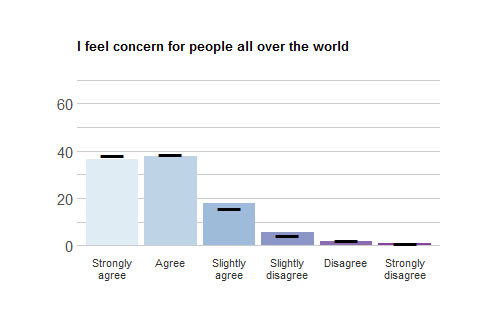 I feel concern for people all over the world
60
40
20
0
Strongly agree
Agree
Slightly agree
Slightly disagree
Disagree
Strongly disagree